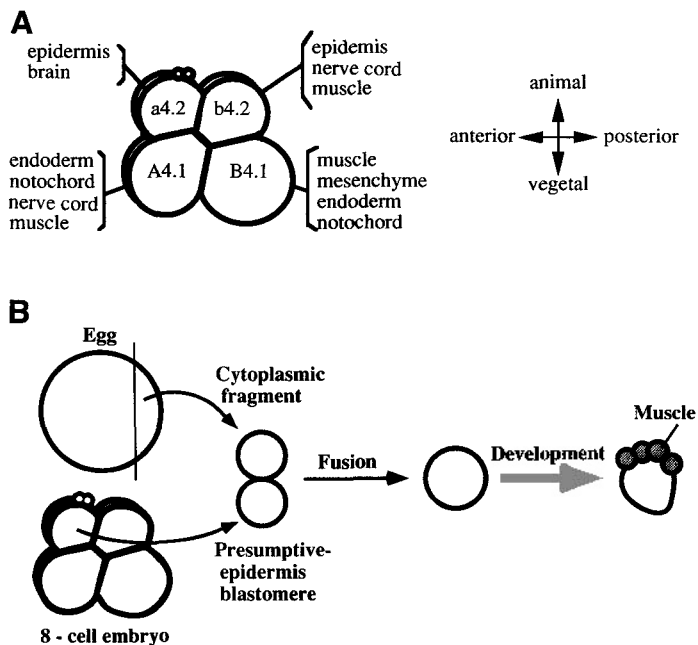 A
epidermis
brain
a4.2
b4.2
epidemis
nerve cord
muscle
endoderm
notochord
nerve cord
muscle
A4.1
B4.1
muscle
mesenchyme
endoderm
notochord
animal
anterior
posterior
vegetal
B
Egg
Cytoplasmic
fragment
Fusion
Development
Muscle
Presumptive-
epidermis
blastomere
8 - cell embryo